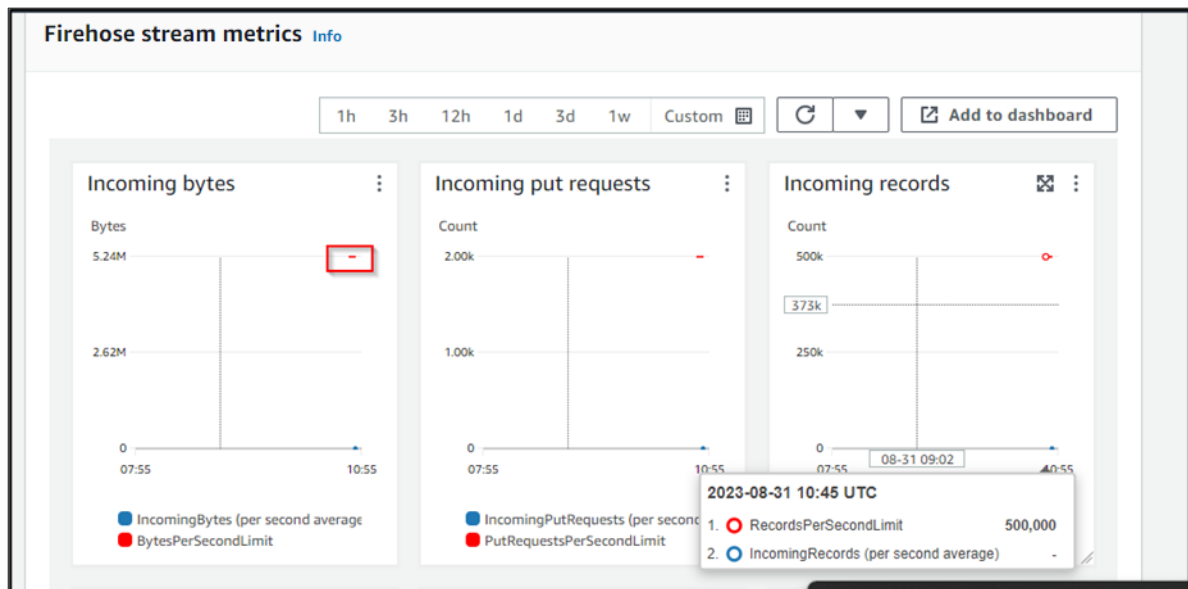 Firehose stream metrics Info
1h 3h 12h 1d 3d 1w Custom Add to dashboard
Incoming bytes
Bytes
5.24M
2.62M
0
07:55 10:55
IncomingBytes (per second average
BytesPerSecondLimit
Incoming put requests
Count
2.00k
1.00k
0
07:55 10:55
IncomingPutRequests (per secon
PutRequestsPerSecondLimit
Incoming records
Count
500k
373k
250k
0
08-31 09:02
07:55 10:55
2023-08-31 10:45 UTC
1. RecordsPerSecondLimit 500,000
2. IncomingRecords (per second average) -